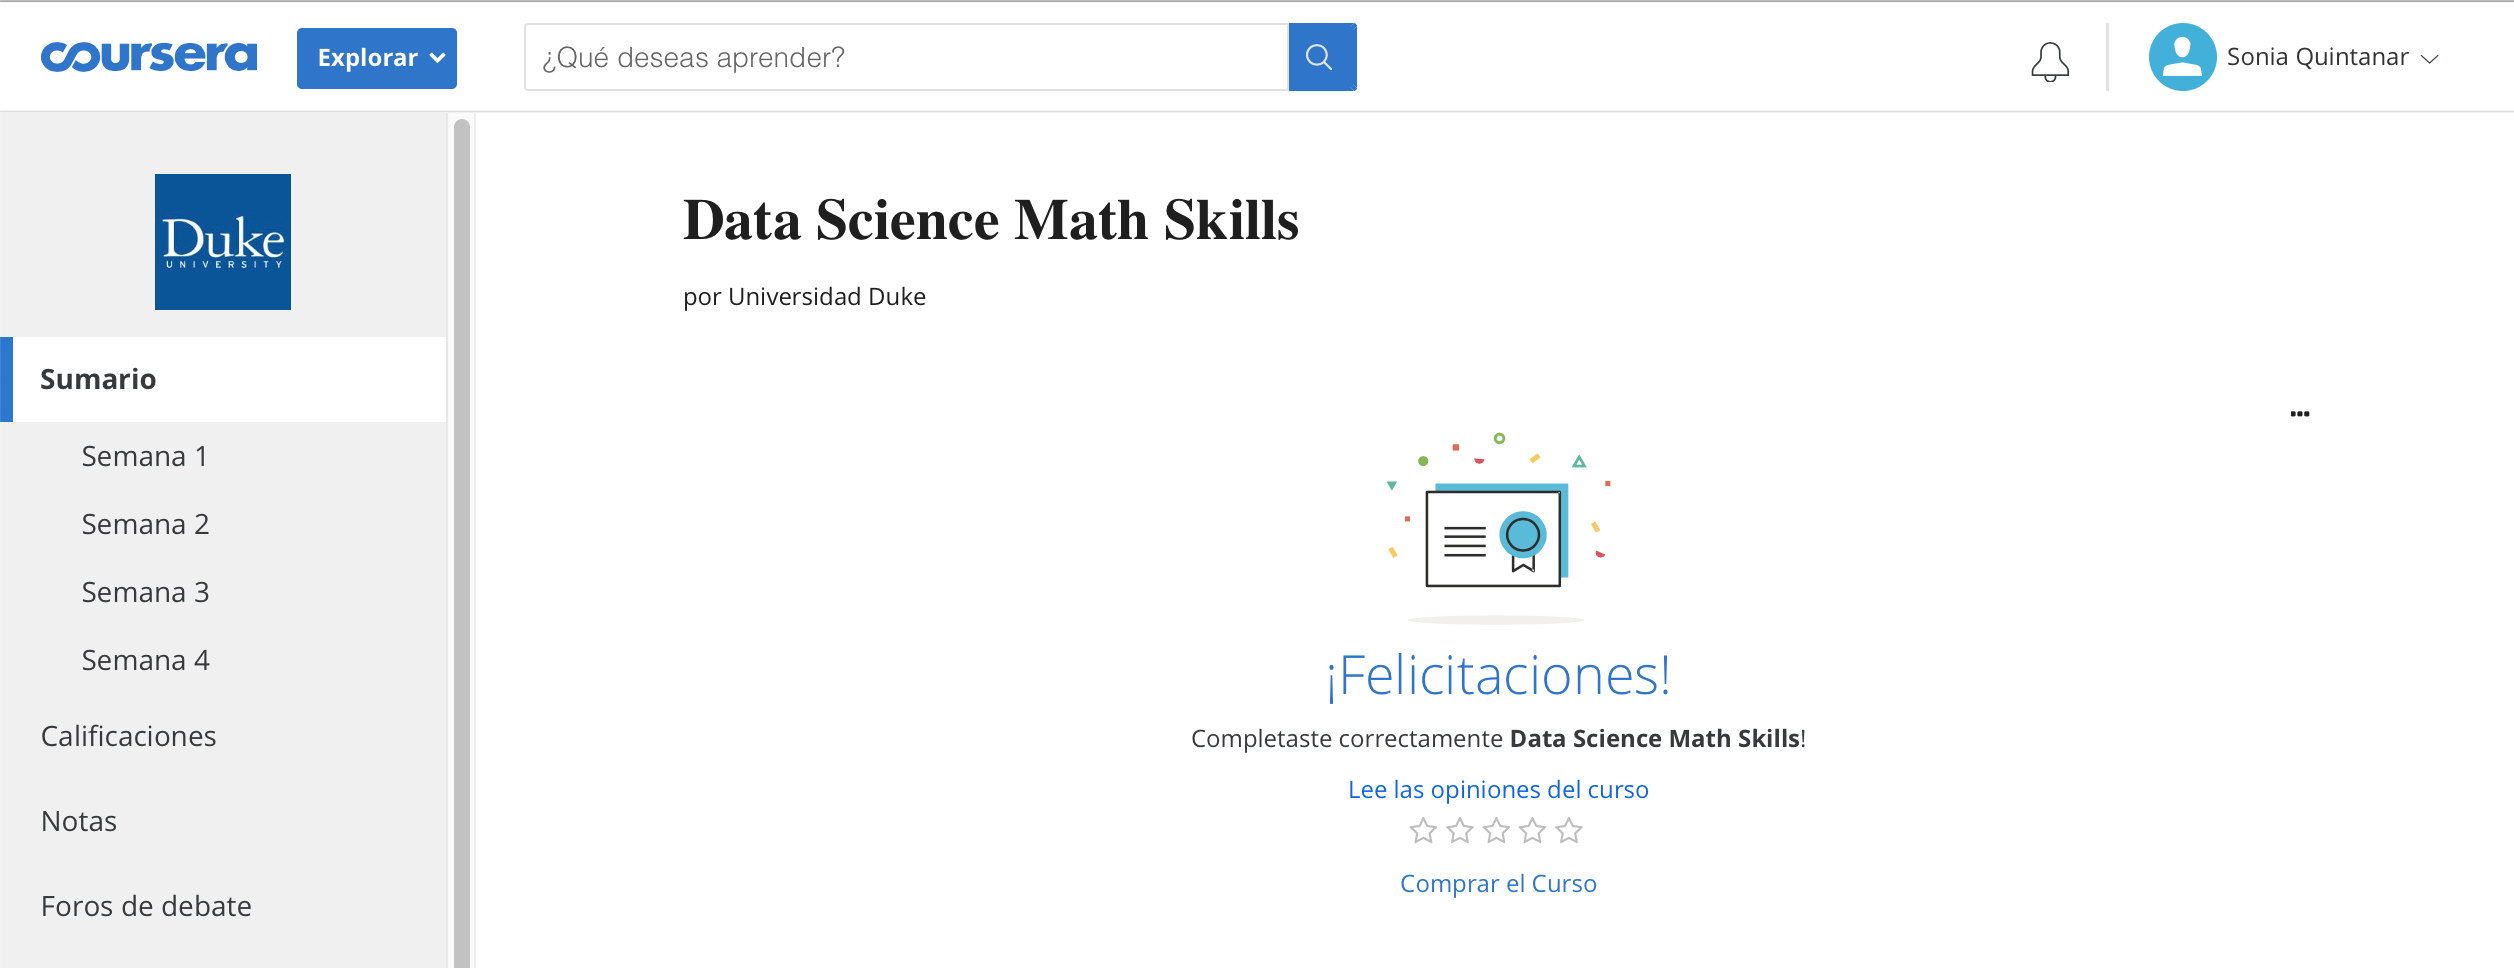 coursera
Explorar
¿Qué deseas aprender?
Sonia Quintanar
Duke
UNIVERSITY
Sumario
Semana 1
Semana 2
Semana 3
Semana 4
Calificaciones
Notas
Foros de debate
Data Science Math Skills
por Universidad Duke
¡Felicitaciones!
Completaste correctamente Data Science Math Skills!
Lee las opiniones del curso
Comprar el Curso